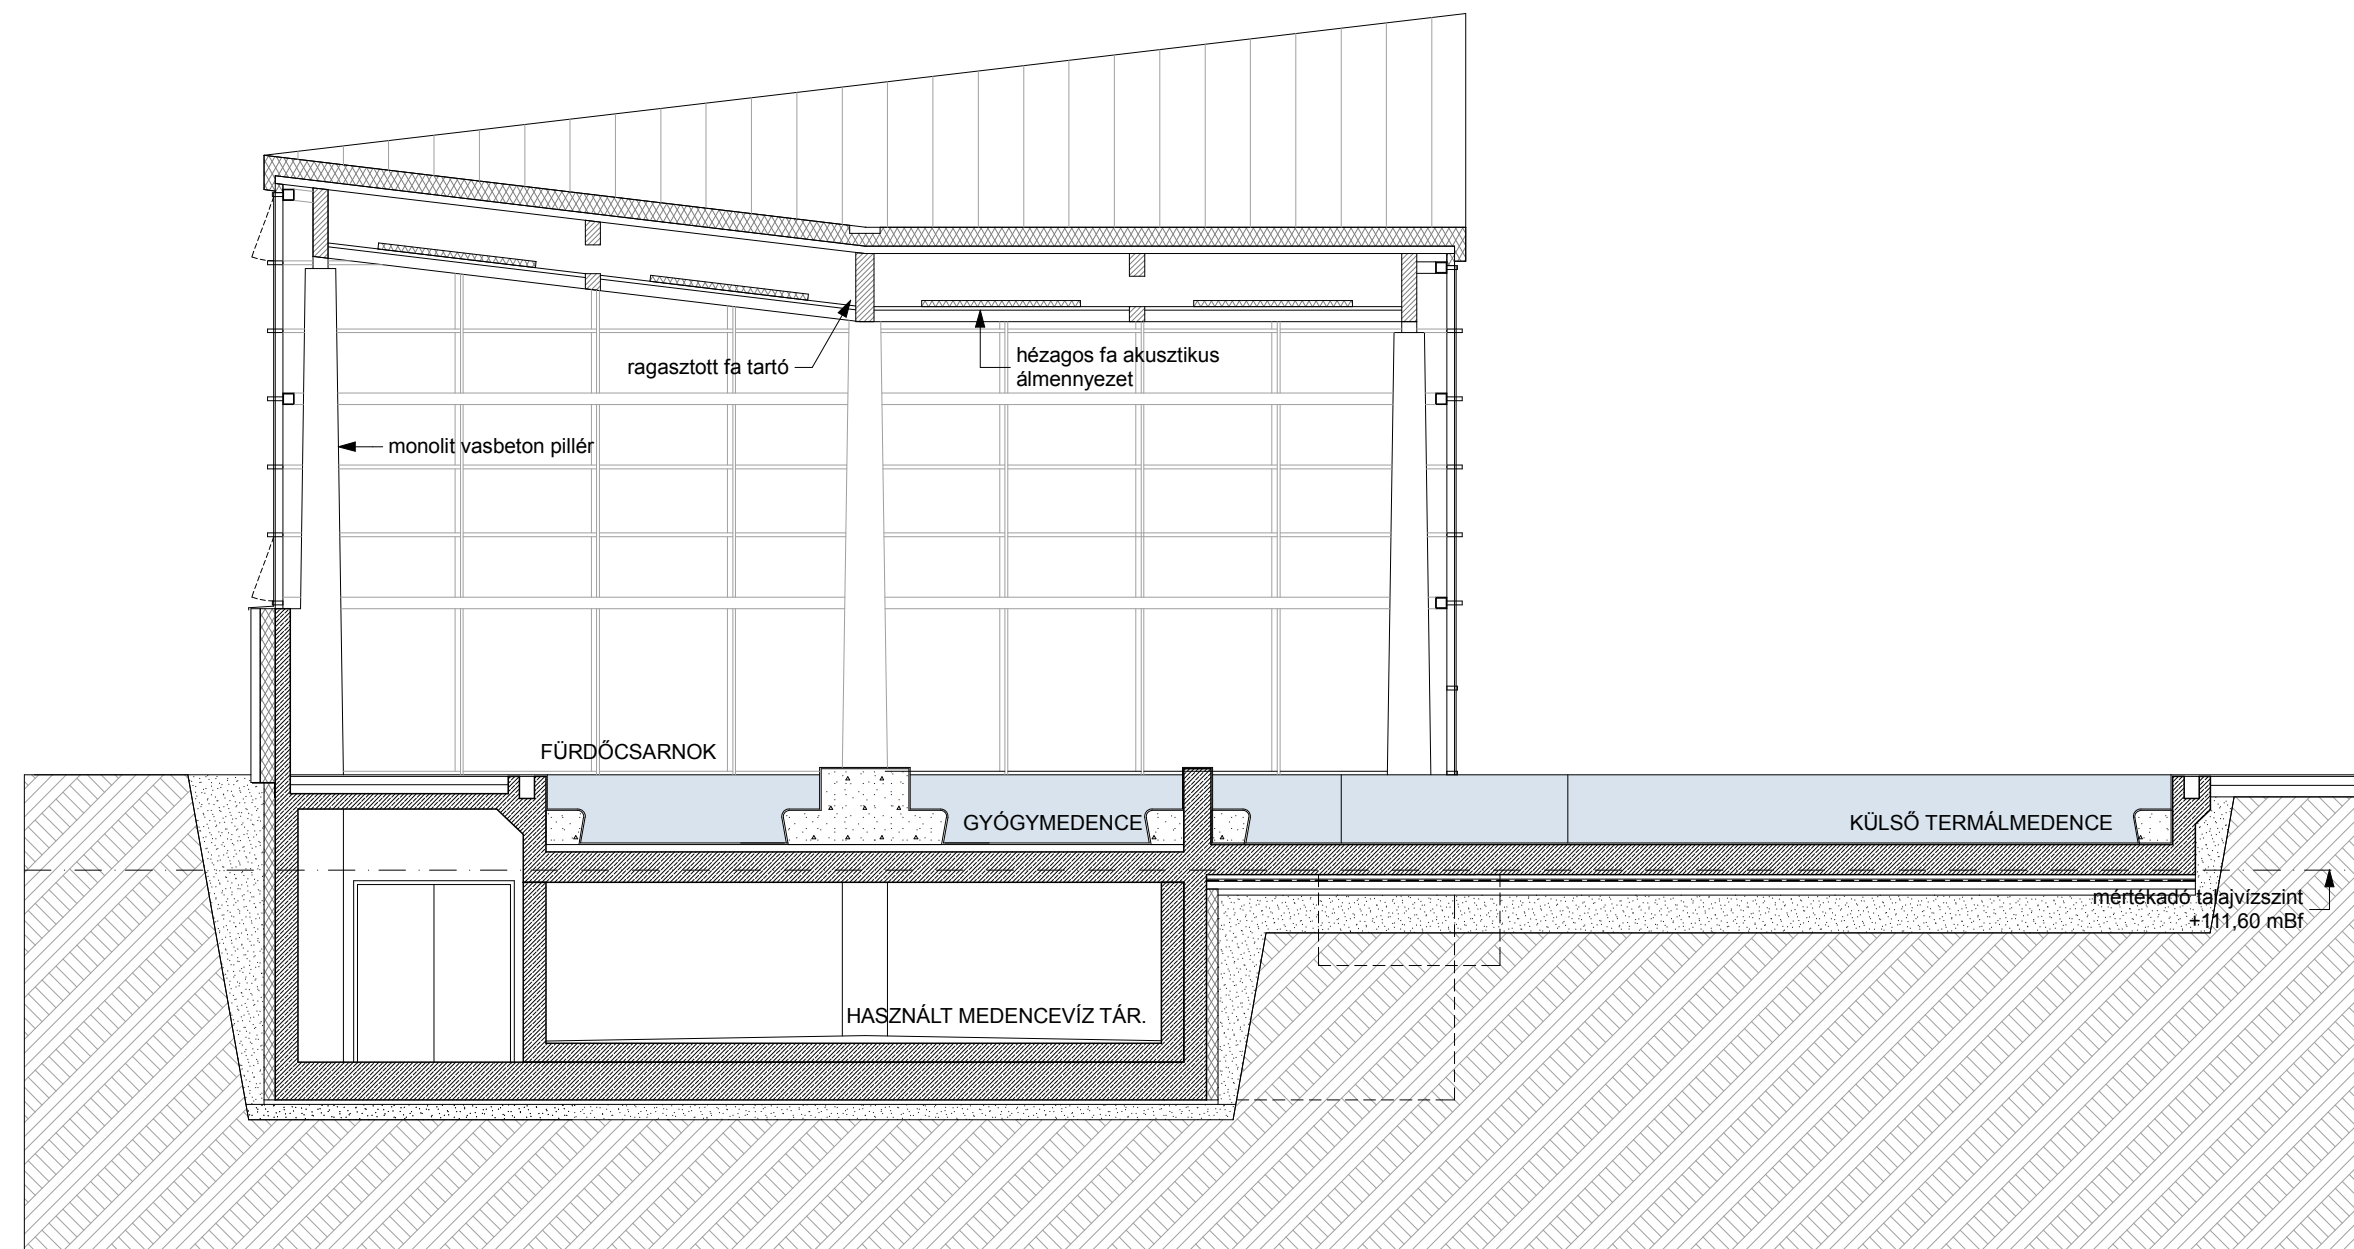 ragasztott fa tartó
hézagos fa akusztikus
álmennyezet
monolit vasbeton pillér
FÜRDŐCSARNOK
GYÓGYMEDENCE
KÜLSŐ TERMÁLMEDENCE
mértékadó talajvízszint
+111,60 mBf
HASZNÁLT MEDENCEVÍZ TÁR.